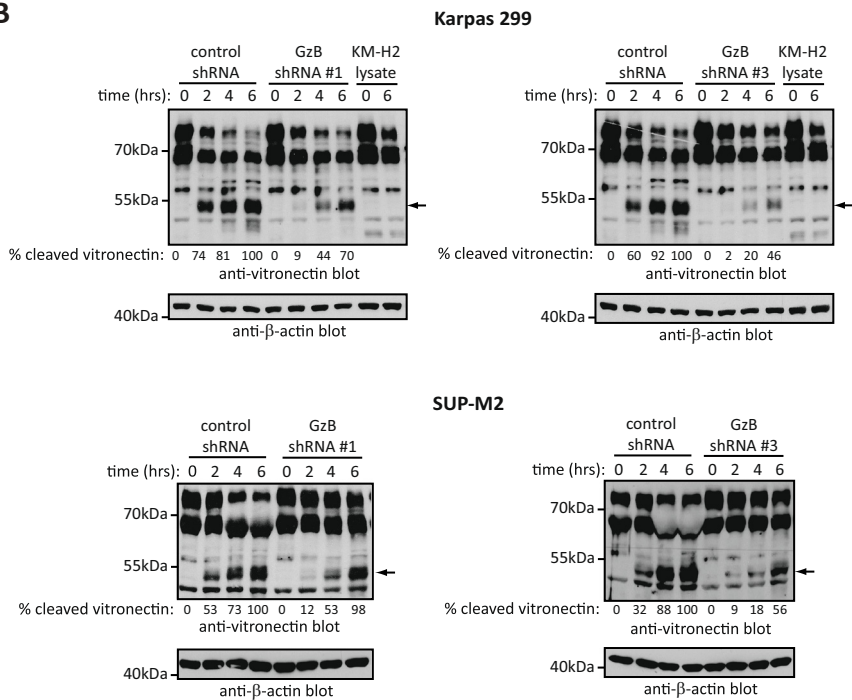 B
Karpas 299
control GzB KM-H2
shRNA shRNA #1 lysate
time (hrs): 0 2 4 6 0 2 4 6 0 6
70kDa
55kDa
% cleaved vitronectin: 0 74 81 100 0 9 44 70
anti-vitronectin blot
40kDa
anti-β-actin blot
control GzB KM-H2
shRNA shRNA #3 lysate
time (hrs): 0 2 4 6 0 2 4 6 0 6
70kDa
55kDa
% cleaved vitronectin: 0 60 92 100 0 2 20 46
anti-vitronectin blot
40kDa
anti-β-actin blot
SUP-M2
control GzB
shRNA shRNA #1
time (hrs): 0 2 4 6 0 2 4 6
70kDa
55kDa
% cleaved vitronectin: 0 53 73 100 0 12 53 98
anti-vitronectin blot
40kDa
anti-β-actin blot
control GzB
shRNA shRNA #3
time (hrs): 0 2 4 6 0 2 4 6
70kDa
55kDa
% cleaved vitronectin: 0 32 88 100 0 9 18 56
anti-vitronectin blot
40kDa
anti-β-actin blot